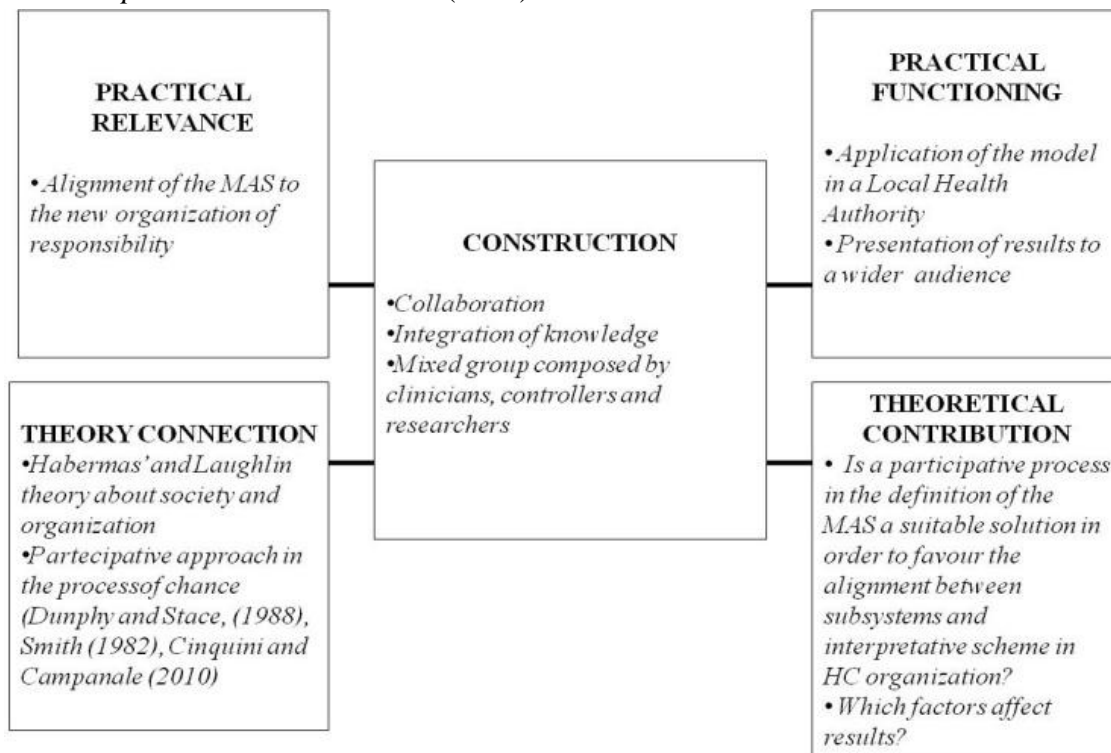 PRACTICAL
RELEVANCE
•Alignment of the MAS to
the new organization of
responsibility
THEORY CONNECTION
•Habermas' and Laughlin
theory about society and
organization
•Partecipative approach in
the processof chance
(Dunphy and Stace, (1988),
Smith (1982), Cinquini and
Campanale (2010)
CONSTRUCTION
•Collaboration
•Integration of knowledge
•Mixed group composed by
clinicians, controllers and
researchers
PRACTICAL
FUNCTIONING
•Application of the model
in a Local Health
Authority
•Presentation of results to
a wider audience
THEORETICAL
CONTRIBUTION
• Is a participative process
in the definition of the
MAS a suitable solution in
order to favour the
alignment between
subsystems and
interpretative scheme in
HC organization?
• Which factors affect
results?